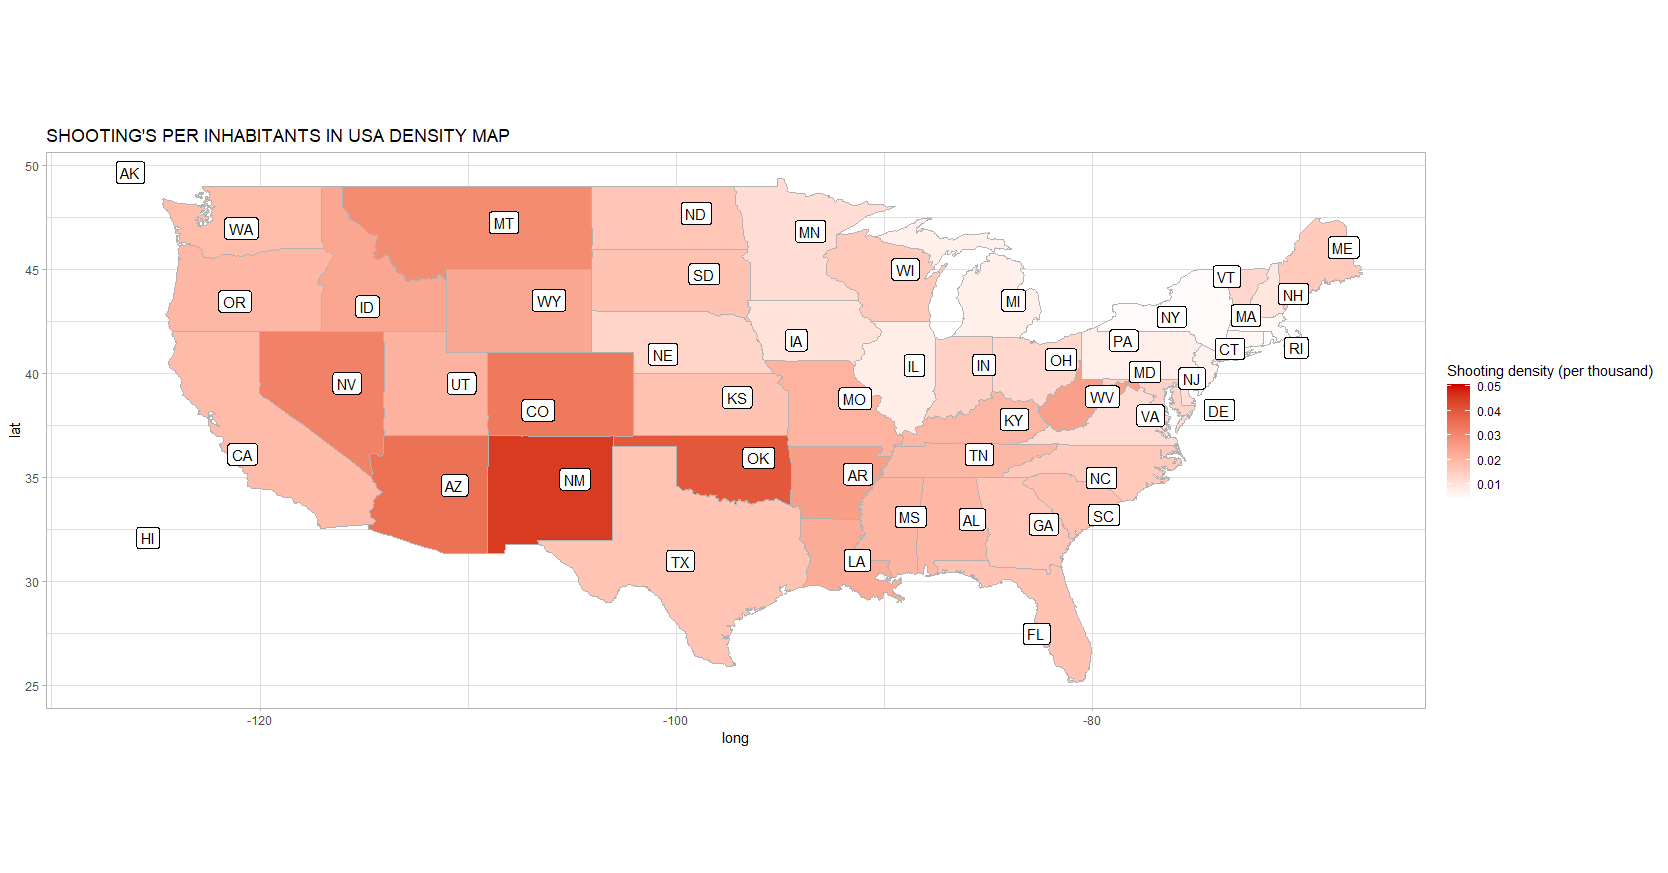 SHOOTING'S PER INHABITANTS IN USA DENSITY MAP
50
45
40
35
30
25
lat
AK
WA
MT
ND
MN
ME
OR
ID
WY
SD
WI
MI
VT
NH
NY
MA
NV
UT
CO
NE
IA
IL
IN
OH
PA
CT
RI
MD
NJ
KS
MO
WV
DE
KY
VA
CA
AZ
NM
OK
AR
TN
NC
HI
TX
MS
AL
GA
SC
LA
FL
-120
-100
-80
long
Shooting density (per thousand)
0.05
0.04
0.03
0.02
0.01